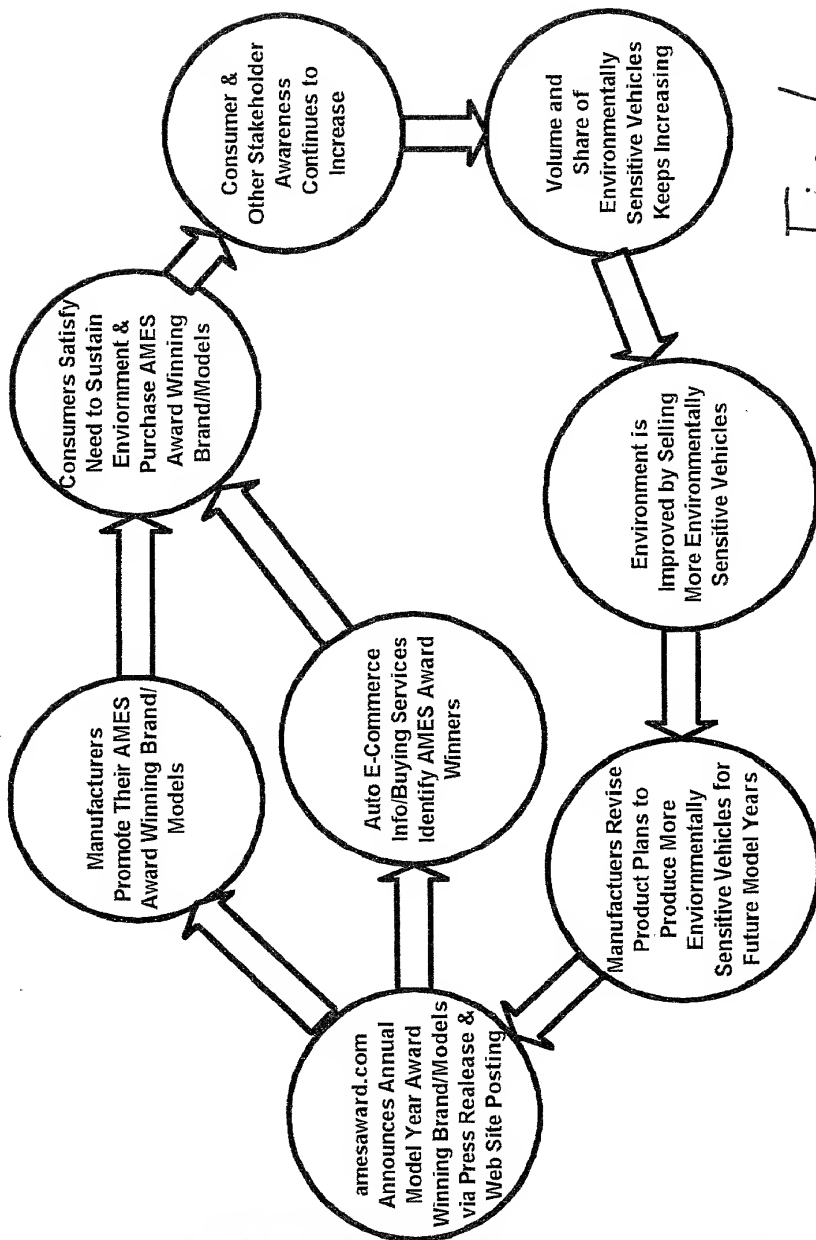 amesaward.com
Announces Annual
Model Year Award
Winning Brand/Models
via Press Realease &
Web Site Posting
Manufacturers
Promote Their AMES
Award Winning Brand/
Models
Auto E-Commerce
Info/Buying Services
Identify AMES Award
Winners
Consumers Satisfy
Need to Sustain
Enviornment &
Purchase AMES
Award Winning
Brand/Models
Consumer &
Other Stakeholder
Awareness
Continues to
Increase
Volume and
Share of
Environmentally
Sensitive Vehicles
Keeps Increasing
Environment is
Improved by Selling
More Environmentally
Sensitive Vehicles
Manufactuers Revise
Product Plans to
Produce More
Enviornmentally
Sensitive Vehicles for
Future Model Years
Fig. 1